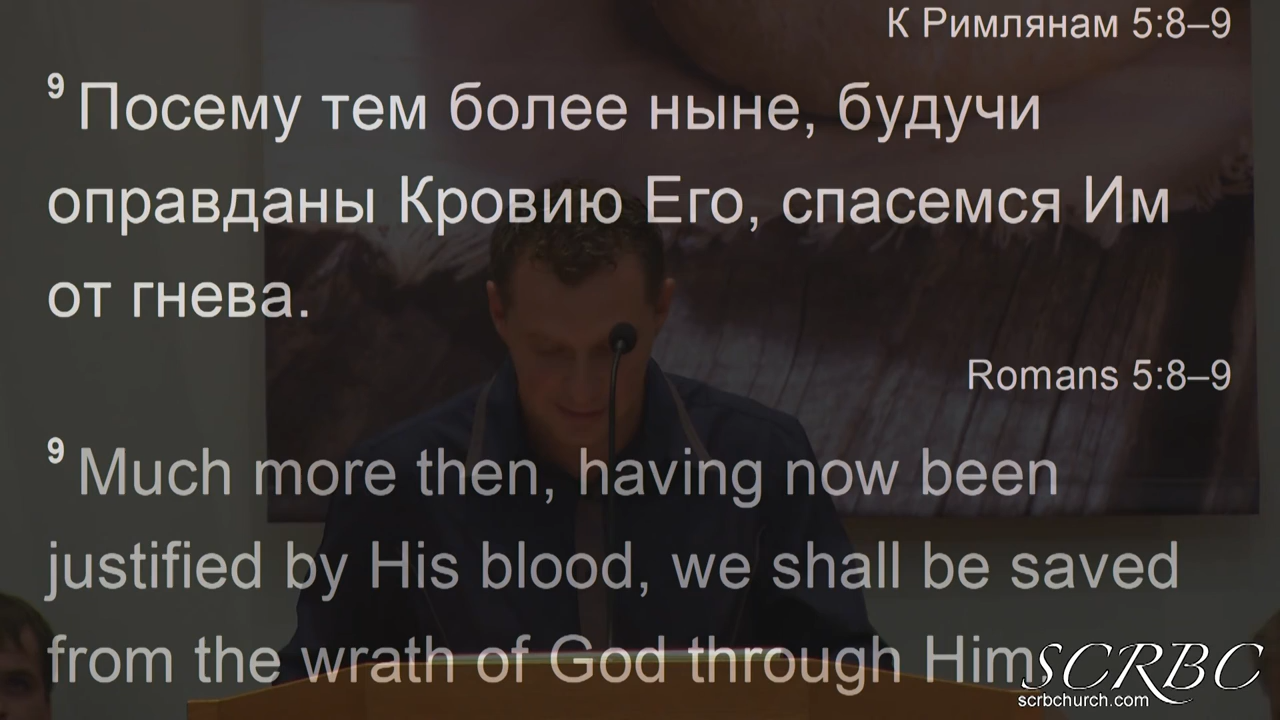 К Римлянам 5:8–9
9 Посему тем более ныне, будучи
оправданы Кровию Его, спасемся Им
от гнева.
Romans 5:8–9
9 Much more then, having now been
justified by His blood, we shall be saved
from the wrath of God through Him.
SCRBC
scrbchurch.com